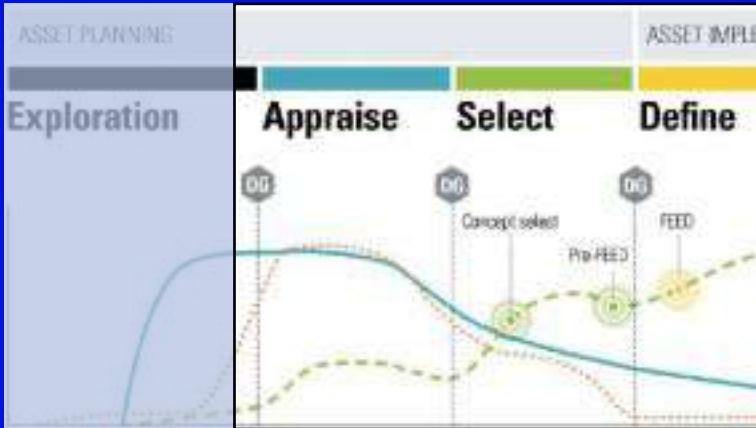 ASSET PLANNING
ASSET IMPLE
Exploration
Appraise
Select
Define
DG
DG
DG
Concept select
FEED
Pre-FEED